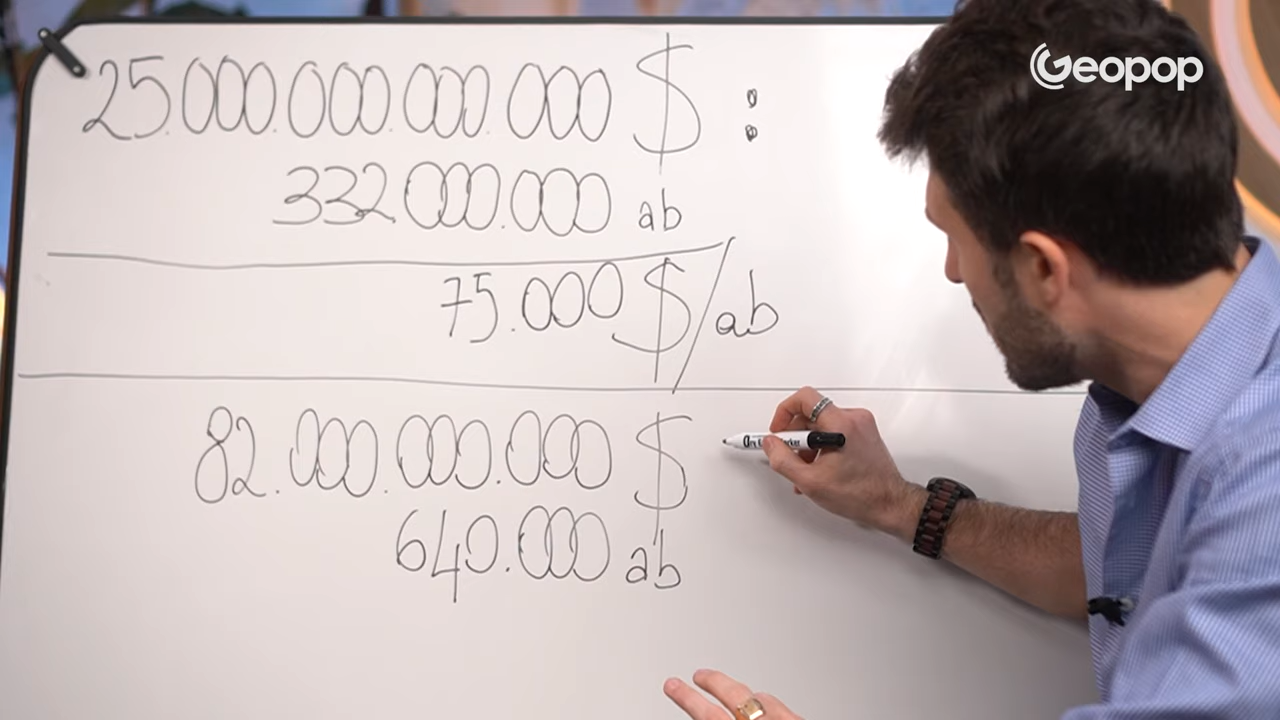 Geopop
25.000.000.000.000 $ :
332.000.000 ab
75.000 $/ab
82.000.000.000 $
640.000 ab